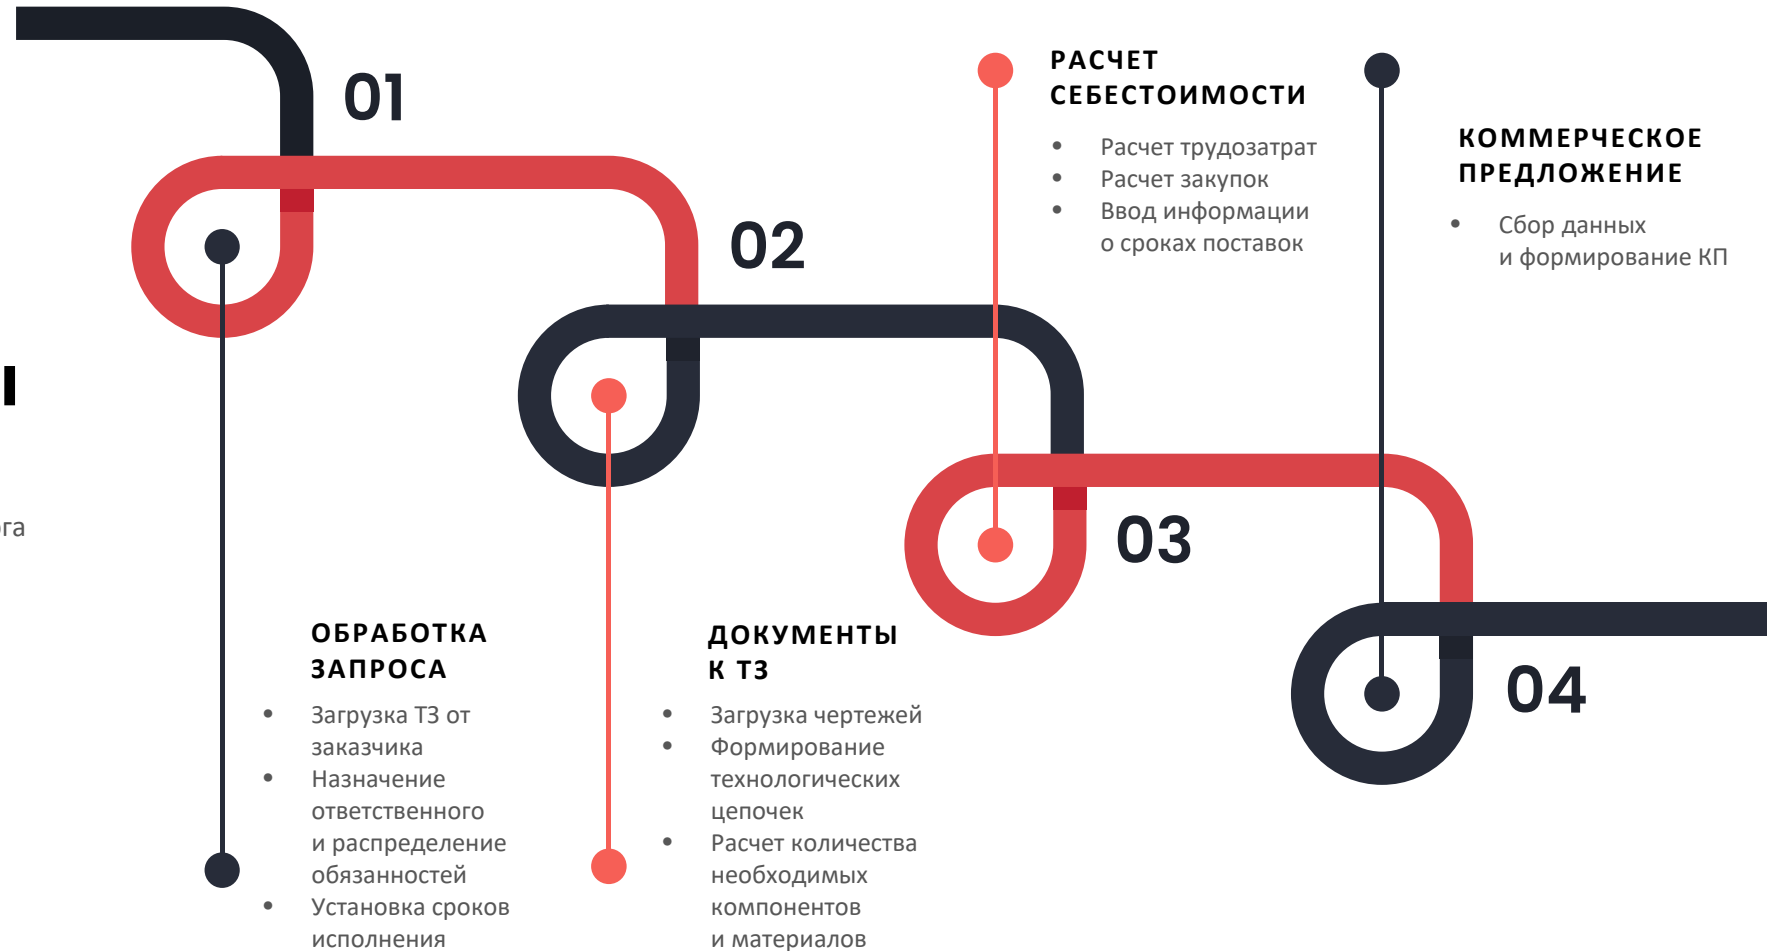 01
ОБРАБОТКА
ЗАПРОСА
• Загрузка ТЗ от
заказчика
• Назначение
ответственного
и распределение
обязанностей
• Установка сроков
исполнения
02
ДОКУМЕНТЫ
К ТЗ
• Загрузка чертежей
• Формирование
технологических
цепочек
• Расчет количества
необходимых
компонентов
и материалов
РАСЧЕТ
СЕБЕСТОИМОСТИ
• Расчет трудозатрат
• Расчет закупок
• Ввод информации
о сроках поставок
03
КОММЕРЧЕСКОЕ
ПРЕДЛОЖЕНИЕ
• Сбор данных
и формирование КП
04